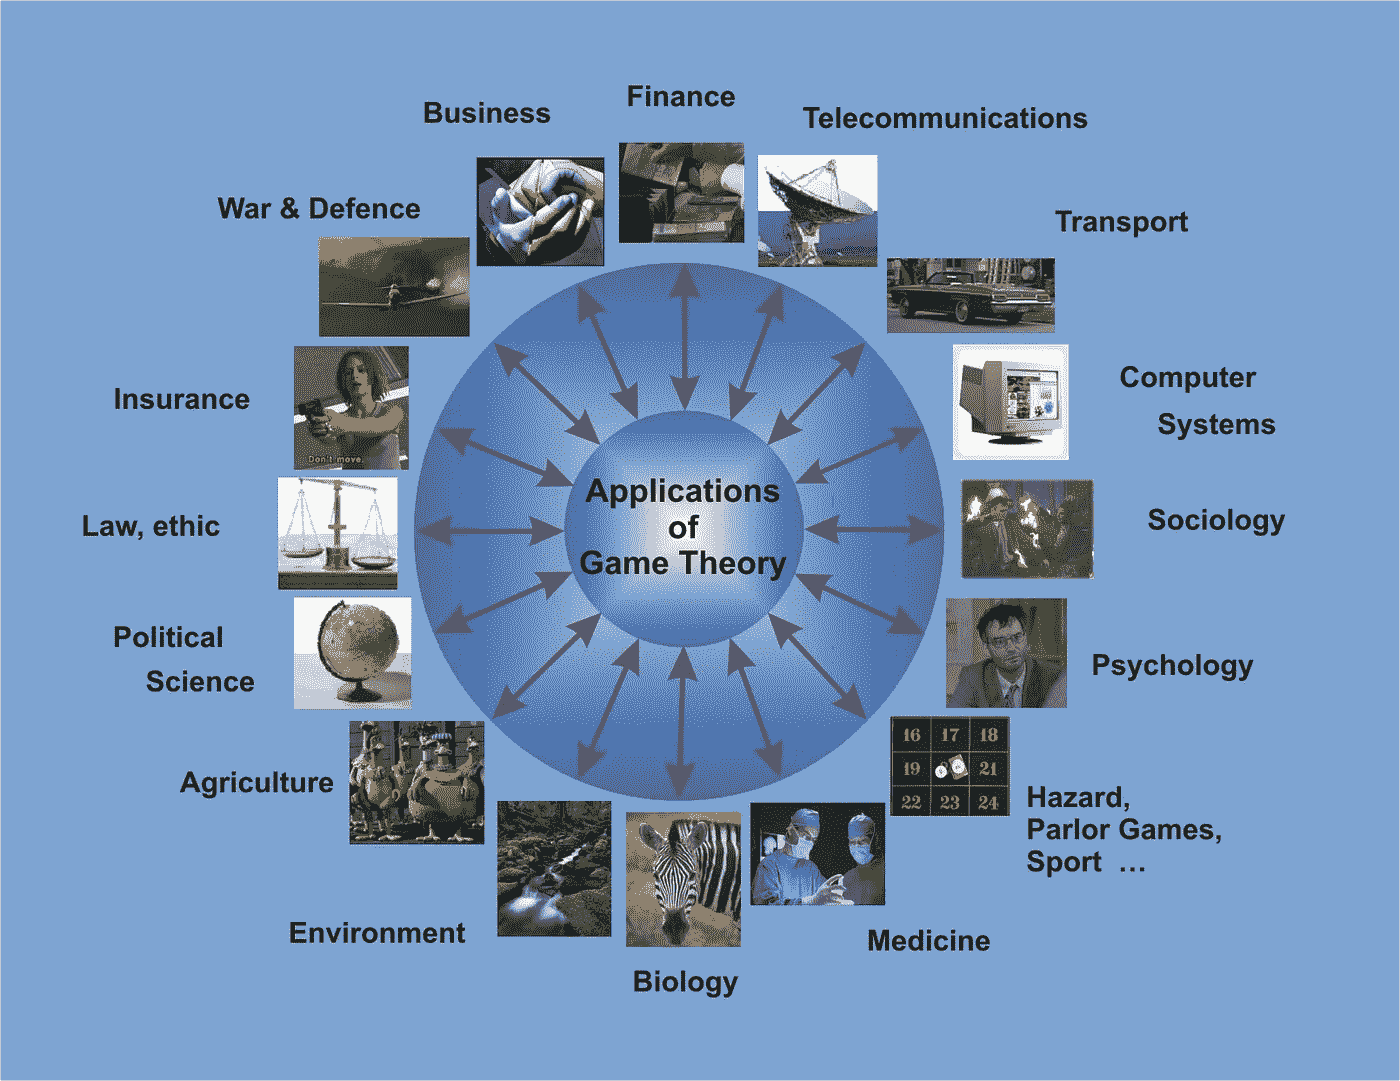 Finance
Business
Telecommunications
War & Defence
Transport
Computer
Systems
Insurance
Don't move.
Applications
of
Game Theory
Law, ethic
Sociology
Political
Science
Psychology
16 17 18
19 21
22 23 24
Agriculture
Hazard,
Parlor Games,
Sport ...
Environment
Medicine
Biology